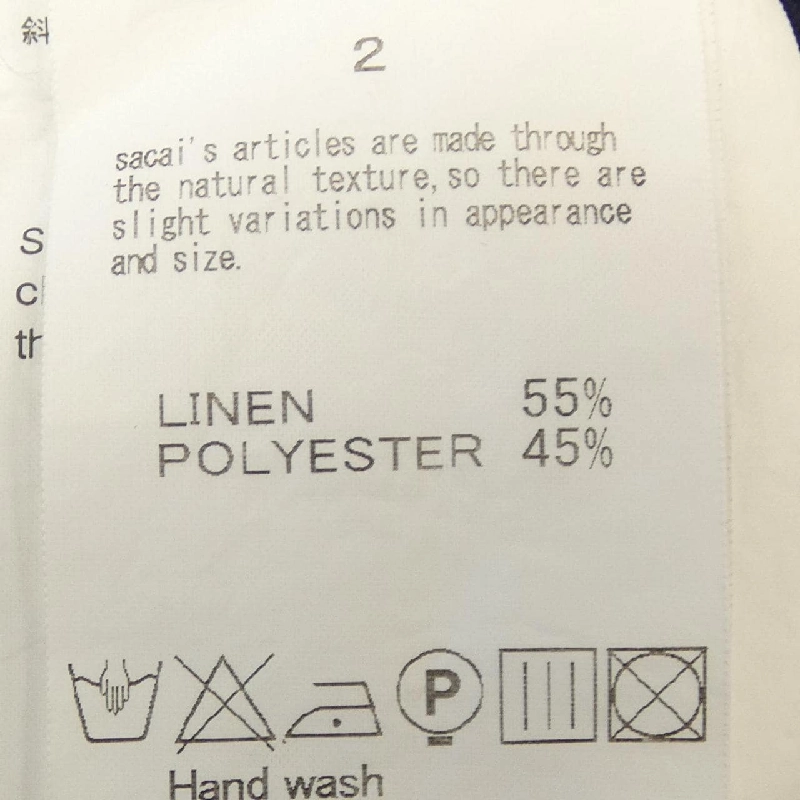 斜
2
sacai's articles are made through
the natural texture, so there are
slight variations in appearance
and size.
S
c
th
LINEN 55%
POLYESTER 45%
P
Hand wash